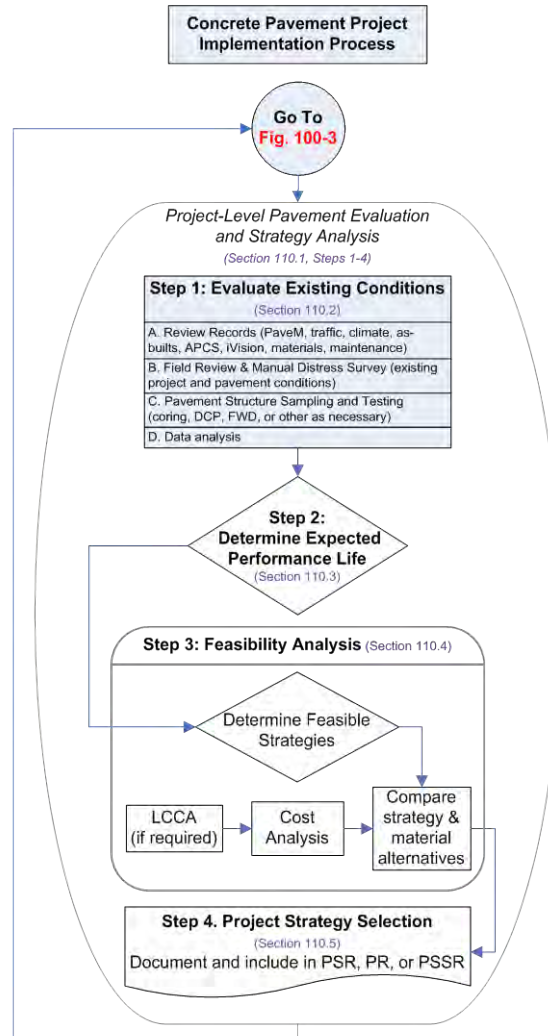 Concrete Pavement Project
Implementation Process
Go To
Fig. 100-3
Project-Level Pavement Evaluation
and Strategy Analysis
(Section 110.1, Steps 1-4)
Step 1: Evaluate Existing Conditions
(Section 110.2)
A. Review Records (PaveM, traffic, climate, as-
builts, APCS, iVision, materials, maintenance)
B. Field Review & Manual Distress Survey (existing
project and pavement conditions)
C. Pavement Structure Sampling and Testing
(coring, DCP, FWD, or other as necessary)
D. Data analysis
Step 2:
Determine Expected
Performance Life
(Section 110.3)
Step 3: Feasibility Analysis (Section 110.4)
Determine Feasible
Strategies
LCCA
(if required)
Cost
Analysis
Compare
strategy &
material
alternatives
Step 4. Project Strategy Selection
(Section 110.5)
Document and include in PSR, PR, or PSSR